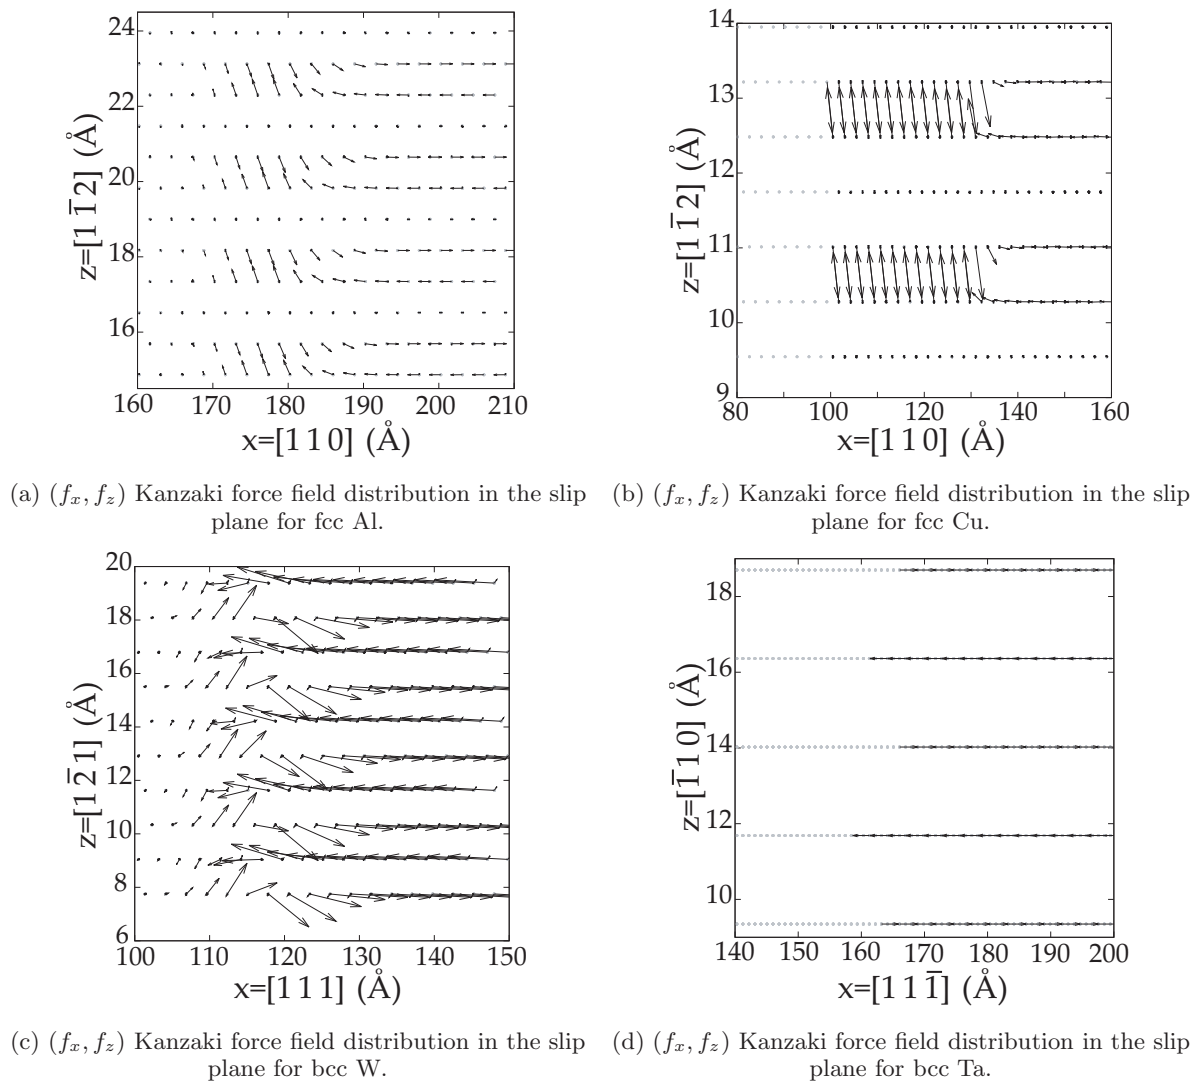 24
22
20
18
16
z=[1 1̅ 2] (Å)
160 170 180 190 200 210
x=[1 1 0] (Å)
(a) (f_x, f_z) Kanzaki force field distribution in the slip
plane for fcc Al.
14
13
12
11
10
9
z=[1 1̅ 2] (Å)
80 100 120 140 160
x=[1 1 0] (Å)
(b) (f_x, f_z) Kanzaki force field distribution in the slip
plane for fcc Cu.
20
18
16
14
12
10
8
6
z=[1 2̅ 1] (Å)
100 110 120 130 140 150
x=[1 1 1] (Å)
(c) (f_x, f_z) Kanzaki force field distribution in the slip
plane for bcc W.
18
16
14
12
10
z=[1̅ 1 0] (Å)
140 150 160 170 180 190 200
x=[1 1 1̅] (Å)
(d) (f_x, f_z) Kanzaki force field distribution in the slip
plane for bcc Ta.